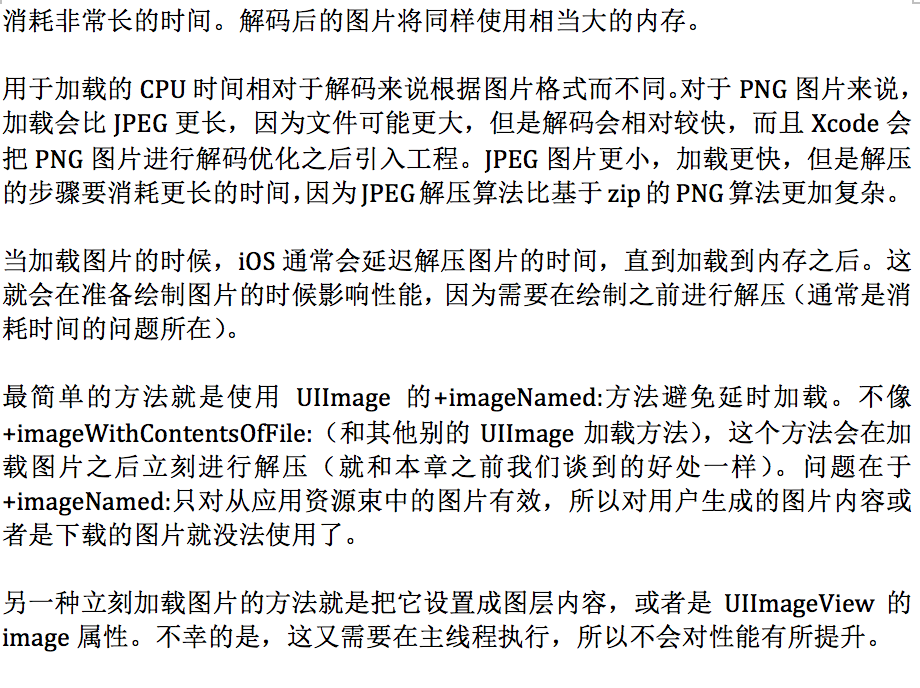 消耗非常长的时间。解码后的图片将同样使用相当大的内存。
用于加载的 CPU 时间相对于解码来说根据图片格式而不同。对于 PNG 图片来说，
加载会比 JPEG 更长，因为文件可能更大，但是解码会相对较快，而且 Xcode 会
把 PNG 图片进行解码优化之后引入工程。JPEG 图片更小，加载更快，但是解压
的步骤要消耗更长的时间，因为 JPEG 解压算法比基于 zip 的 PNG 算法更加复杂。
当加载图片的时候，iOS 通常会延迟解压图片的时间，直到加载到内存之后。这
就会在准备绘制图片的时候影响性能，因为需要在绘制之前进行解压（通常是消
耗时间的问题所在）。
最简单的方法就是使用 UIImage 的+imageNamed:方法避免延时加载。不像
+imageWithContentsOfFile:（和其他别的 UIImage 加载方法），这个方法会在加
载图片之后立刻进行解压（就和本章之前我们谈到的好处一样）。问题在于
+imageNamed:只对从应用资源束中的图片有效，所以对用户生成的图片内容或
者是下载的图片就没法使用了。
另一种立刻加载图片的方法就是把它设置成图层内容，或者是 UIImageView 的
image 属性。不幸的是，这又需要在主线程执行，所以不会对性能有所提升。